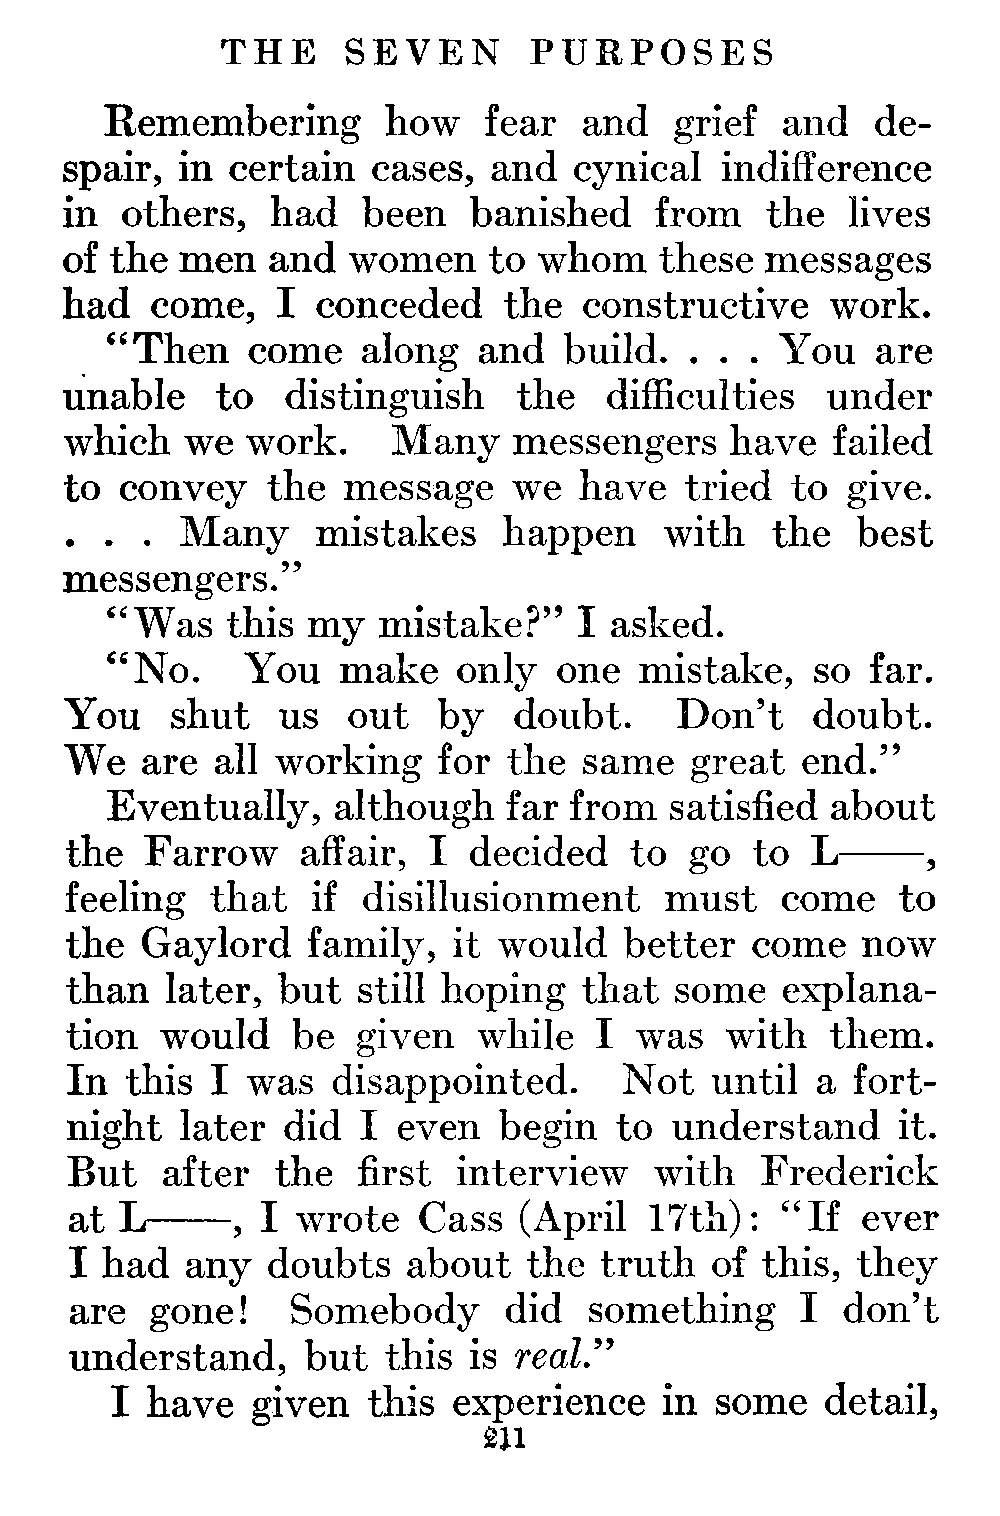 THE SEVEN PURPOSES
Remembering how fear and grief and de-
spair, in certain cases, and cynical indifference
in others, had been banished from the lives
of the men and women to whom these messages
had come, I conceded the constructive work.
“Then come along and build. . . . You are
unable to distinguish the difficulties under
which we work. Many messengers have failed
to convey the message we have tried to give.
. . . Many mistakes happen with the best
messengers.”
“Was this my mistake?” I asked.
“No. You make only one mistake, so far.
You shut us out by doubt. Don’t doubt.
We are all working for the same great end.”
Eventually, although far from satisfied about
the Farrow affair, I decided to go to L——,
feeling that if disillusionment must come to
the Gaylord family, it would better come now
than later, but still hoping that some explana-
tion would be given while I was with them.
In this I was disappointed. Not until a fort-
night later did I even begin to understand it.
But after the first interview with Frederick
at L——, I wrote Cass (April 17th): “If ever
I had any doubts about the truth of this, they
are gone! Somebody did something I don’t
understand, but this is real.”
I have given this experience in some detail,
211